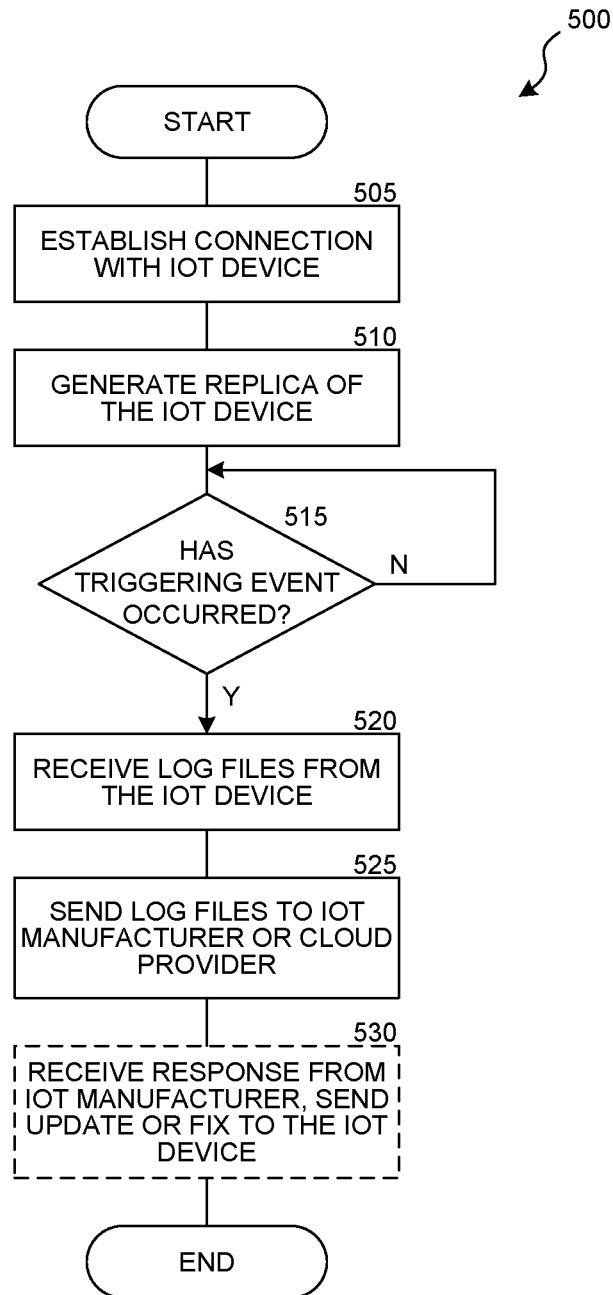 500
START
505
ESTABLISH CONNECTION
WITH IOT DEVICE
510
GENERATE REPLICA OF
THE IOT DEVICE
515
HAS
TRIGGERING EVENT
OCCURRED?
N
Y
520
RECEIVE LOG FILES FROM
THE IOT DEVICE
525
SEND LOG FILES TO IOT
MANUFACTURER OR CLOUD
PROVIDER
530
RECEIVE RESPONSE FROM
IOT MANUFACTURER, SEND
UPDATE OR FIX TO THE IOT
DEVICE
END